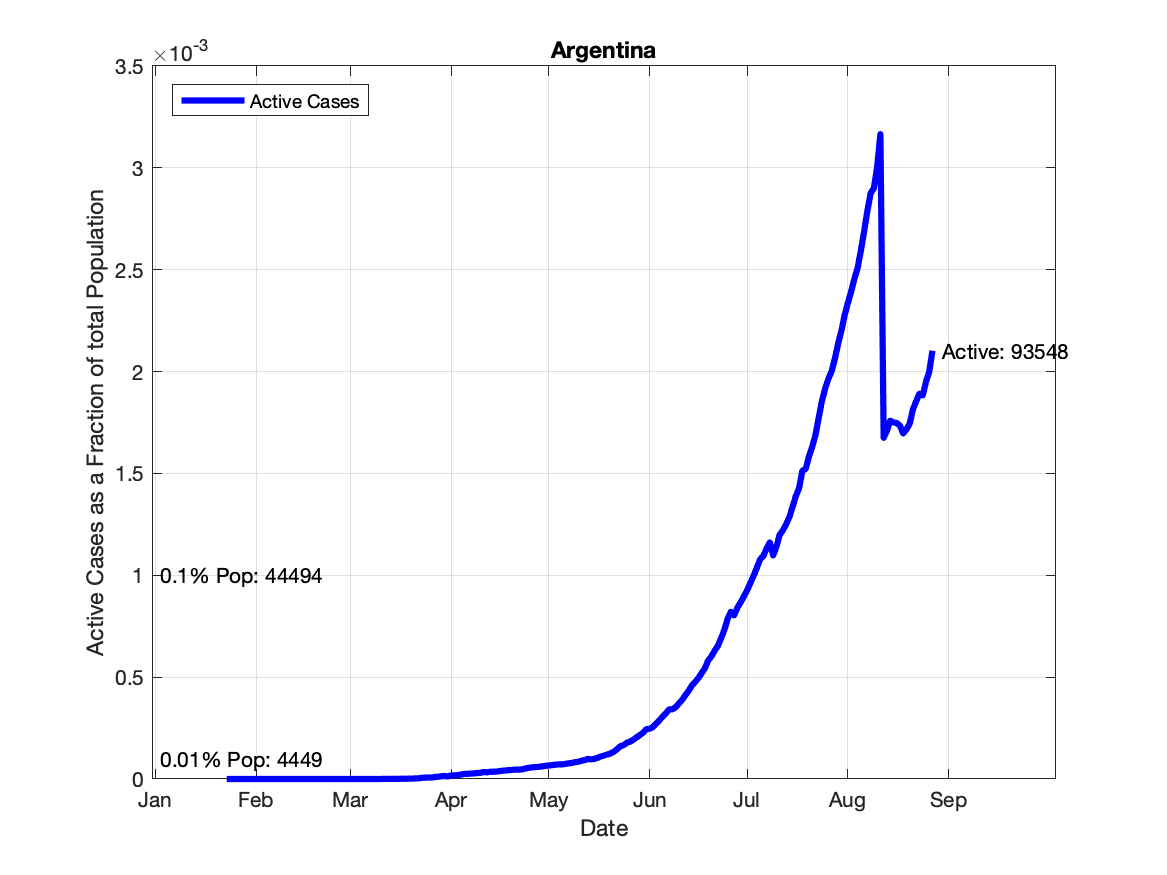 Argentina
×10-3
3.5
Active Cases
3
2.5
Active: 93548
2
1.5
1
0.1% Pop: 44494
0.5
0.01% Pop: 4449
0
Jan Feb Mar Apr May Jun Jul Aug Sep
Date
Active Cases as a Fraction of total Population